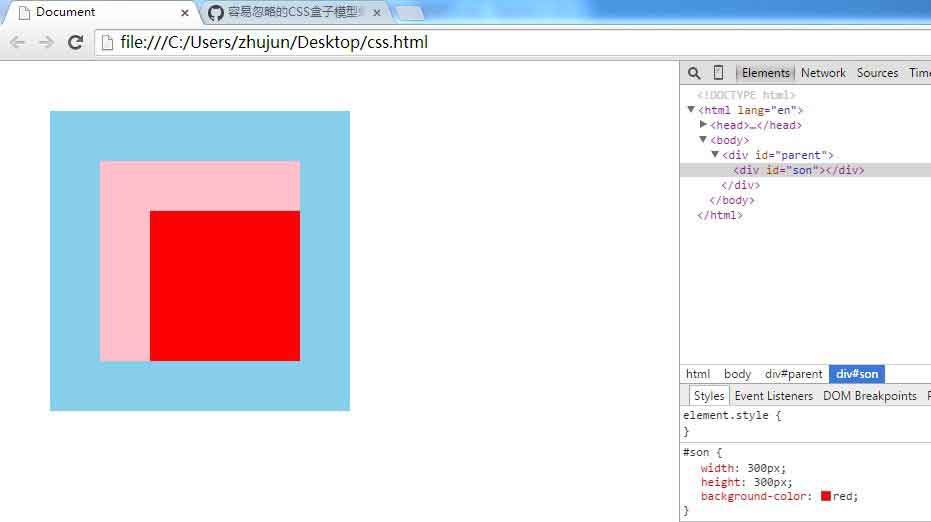 Document
容易忽略的CSS盒子模型
file:///C:/Users/zhujun/Desktop/css.html
Elements Network Sources Time
<!DOCTYPE html>
<html lang="en">
<head>…</head>
<body>
<div id="parent">
<div id="son"></div>
</div>
</body>
</html>
html body div#parent div#son
Styles Event Listeners DOM Breakpoints
element.style {
}
#son {
width: 300px;
height: 300px;
background-color: red;
}